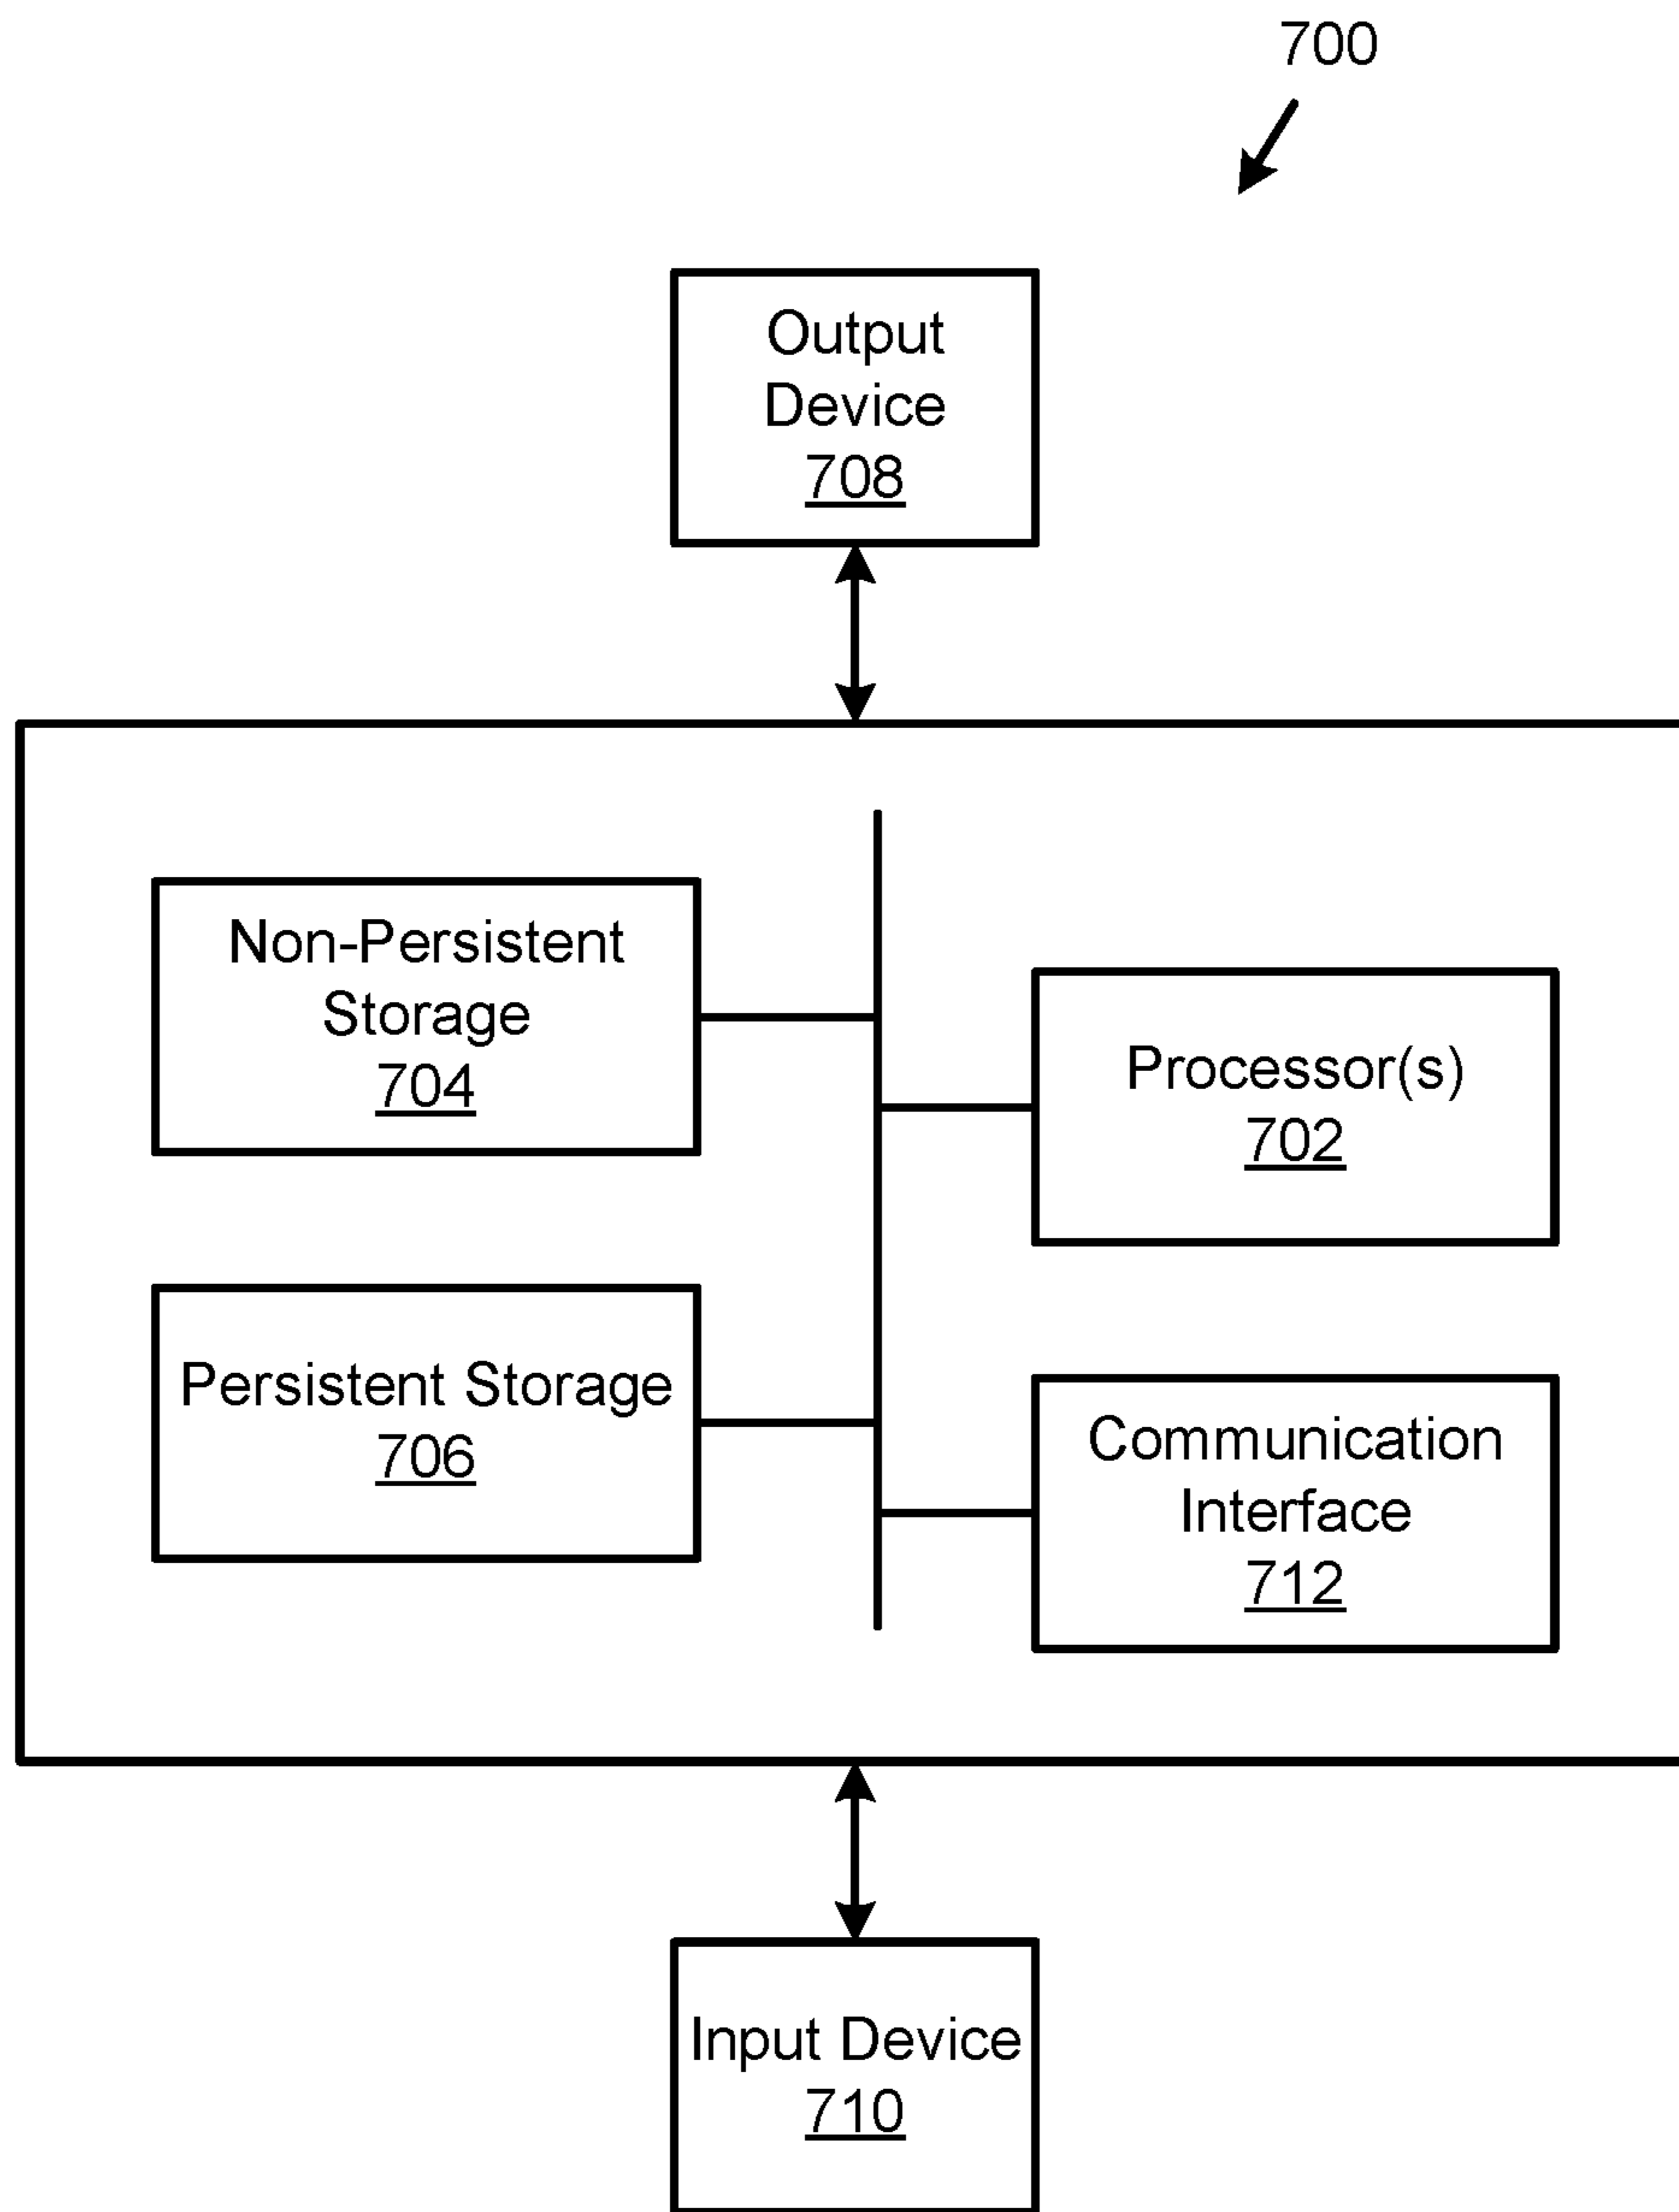 700
Output
Device
708
Non-Persistent
Storage
704
Processor(s)
702
Persistent Storage
706
Communication
Interface
712
Input Device
710